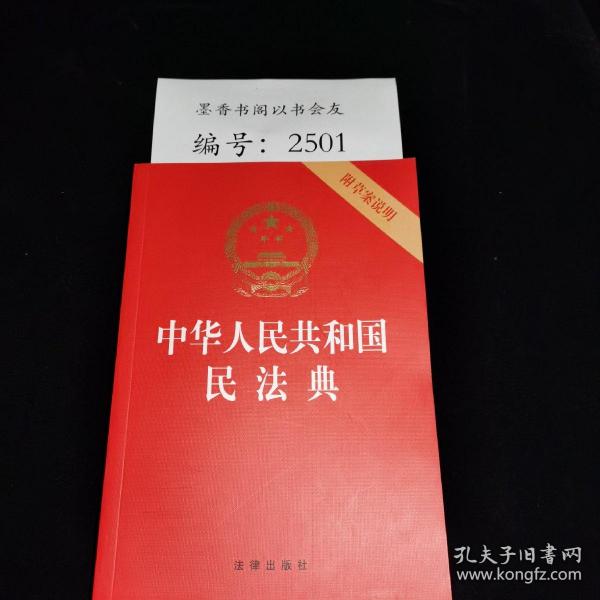 墨香书阁以书会友
编号：2501
附草案说明
中华人民共和国
民法典
法律出版社
孔夫子旧书网
www.kongfz.com